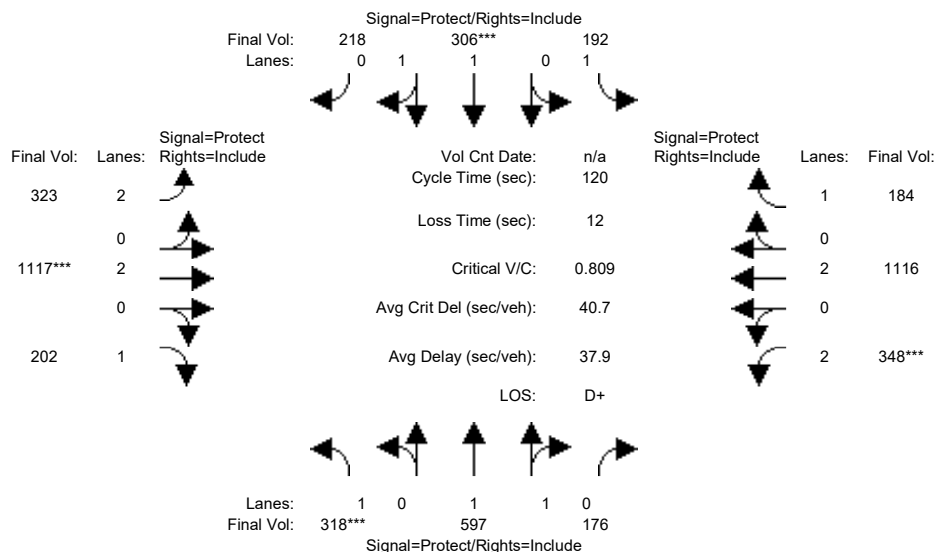 Signal=Protect/Rights=Include
Final Vol: 218 306*** 192
Lanes: 0 1 1 0 1
Signal=Protect
Final Vol: Lanes: Rights=Include
Vol Cnt Date: n/a
Signal=Protect
Rights=Include Lanes: Final Vol:
Cycle Time (sec): 120
323 2
1 184
Loss Time (sec): 12
0
0
1117*** 2
Critical V/C: 0.809
2 1116
0
Avg Crit Del (sec/veh): 40.7
0
202 1
Avg Delay (sec/veh): 37.9
2 348***
LOS: D+
Lanes: 1 0 1 1 0
Final Vol: 318*** 597 176
Signal=Protect/Rights=Include